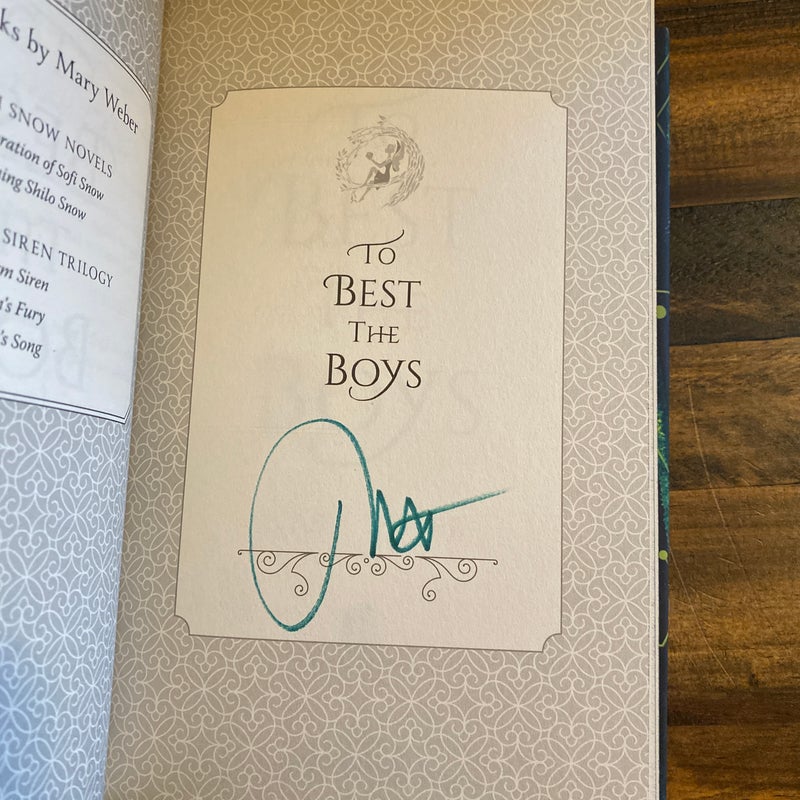 ks by Mary Weber
SNOW NOVELS
ration of Sofi Snow
ing Shilo Snow
SIREN TRILOGY
m Siren
's Fury
's Song
To
Best
The
Boys